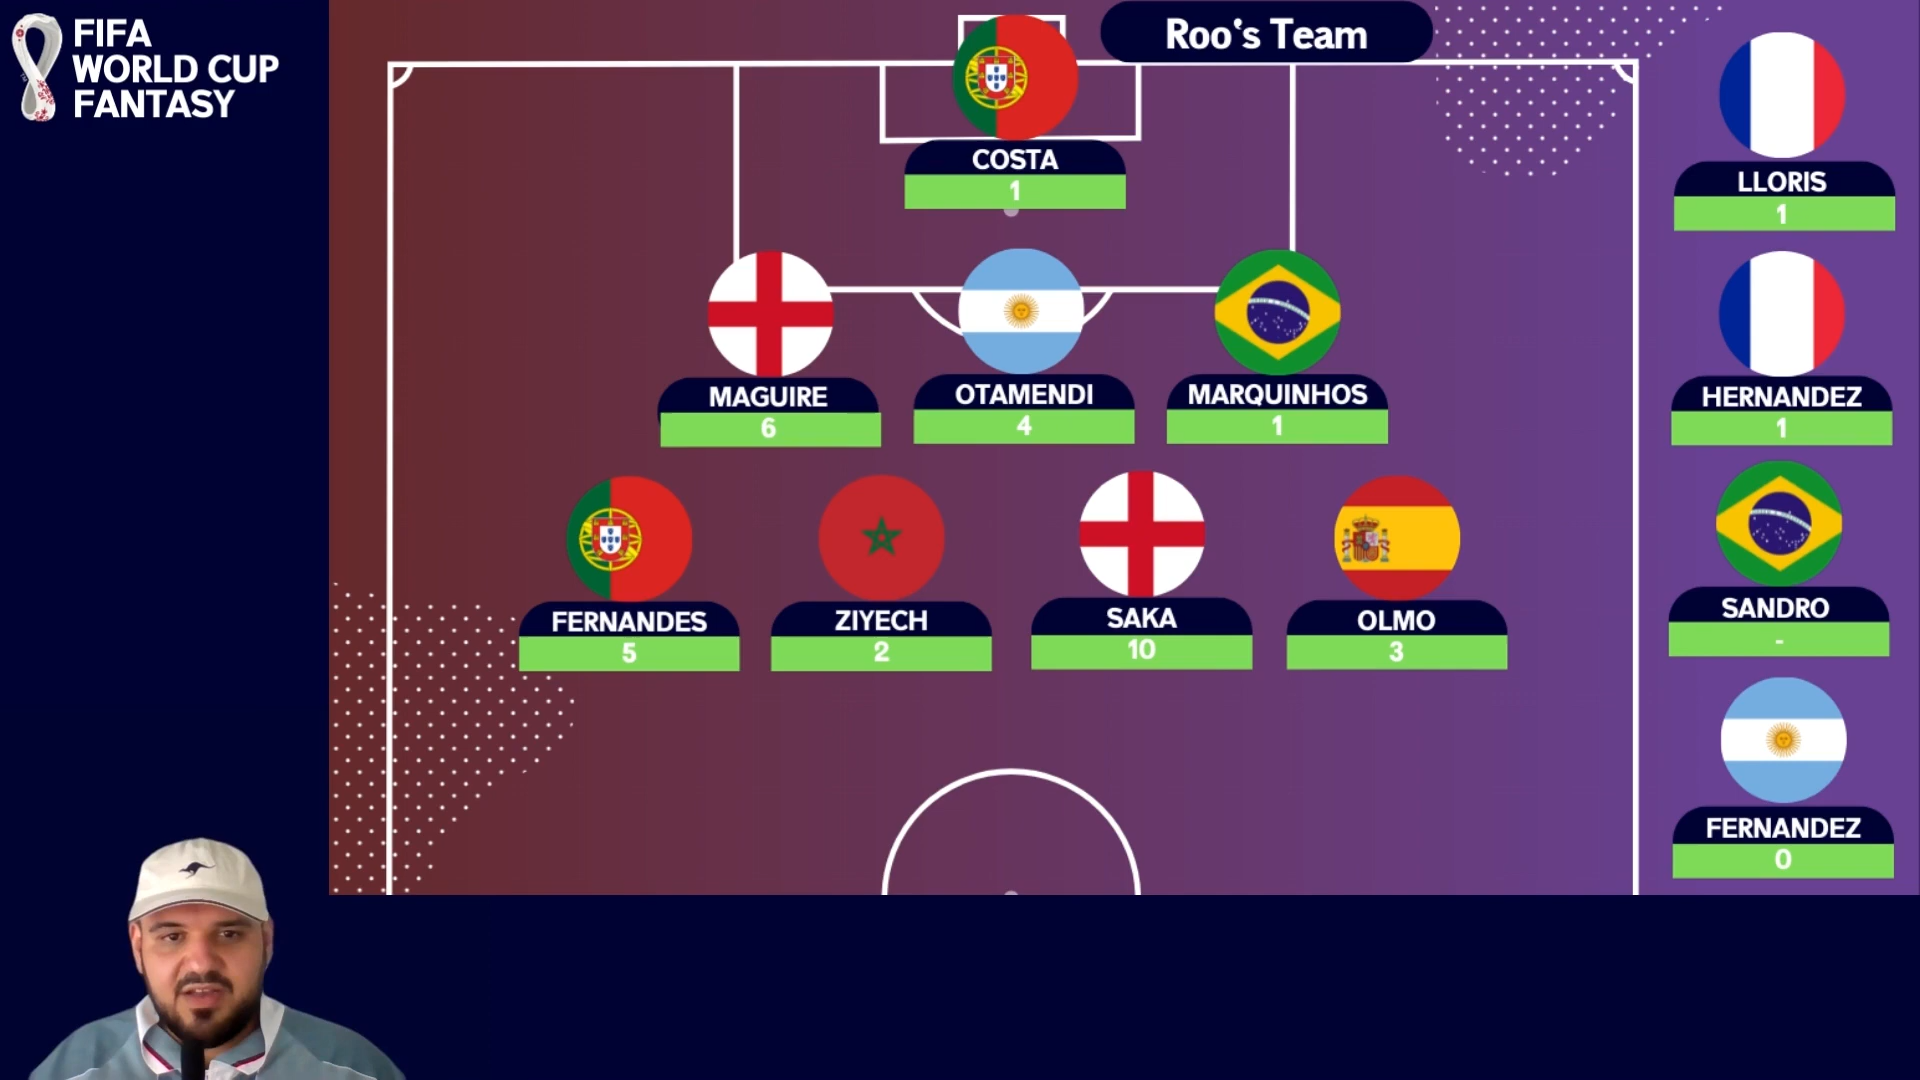 FIFA
WORLD CUP
FANTASY
Roo's Team
COSTA
1
LLORIS
1
MAGUIRE
6
OTAMENDI
4
MARQUINHOS
1
HERNANDEZ
1
FERNANDES
5
ZIYECH
2
SAKA
10
OLMO
3
SANDRO
-
FERNANDEZ
0